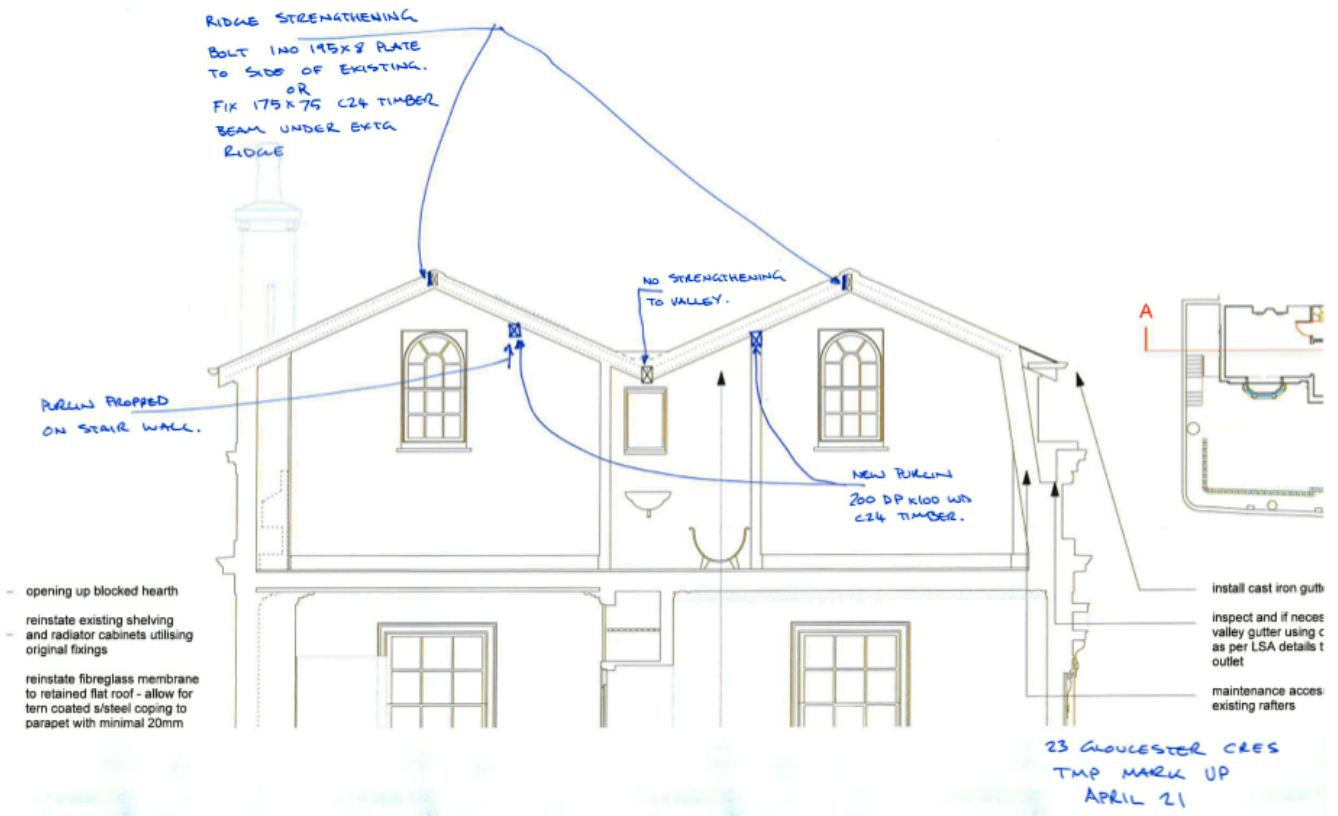 RIDGE STRENGTHENING
BOLT 1NO 195x8 PLATE
TO SIDE OF EXISTING.
OR
FIX 175x75 C24 TIMBER
BEAM UNDER EXTG
RIDGE
NO STRENGTHENING
TO VALLEY.
A
PURLIN PROPPED
ON STAIR WALL.
NEW PURLIN
200 DP x100 WD
C24 TIMBER.
– opening up blocked hearth
reinstate existing shelving
– and radiator cabinets utilising
original fixings
reinstate fibreglass membrane
to retained flat roof - allow for
tern coated s/steel coping to
parapet with minimal 20mm
install cast iron gutt
inspect and if neces
valley gutter using
as per LSA details t
outlet
maintenance acces
existing rafters
23 GLOUCESTER CRES
TMP MARK UP
APRIL 21